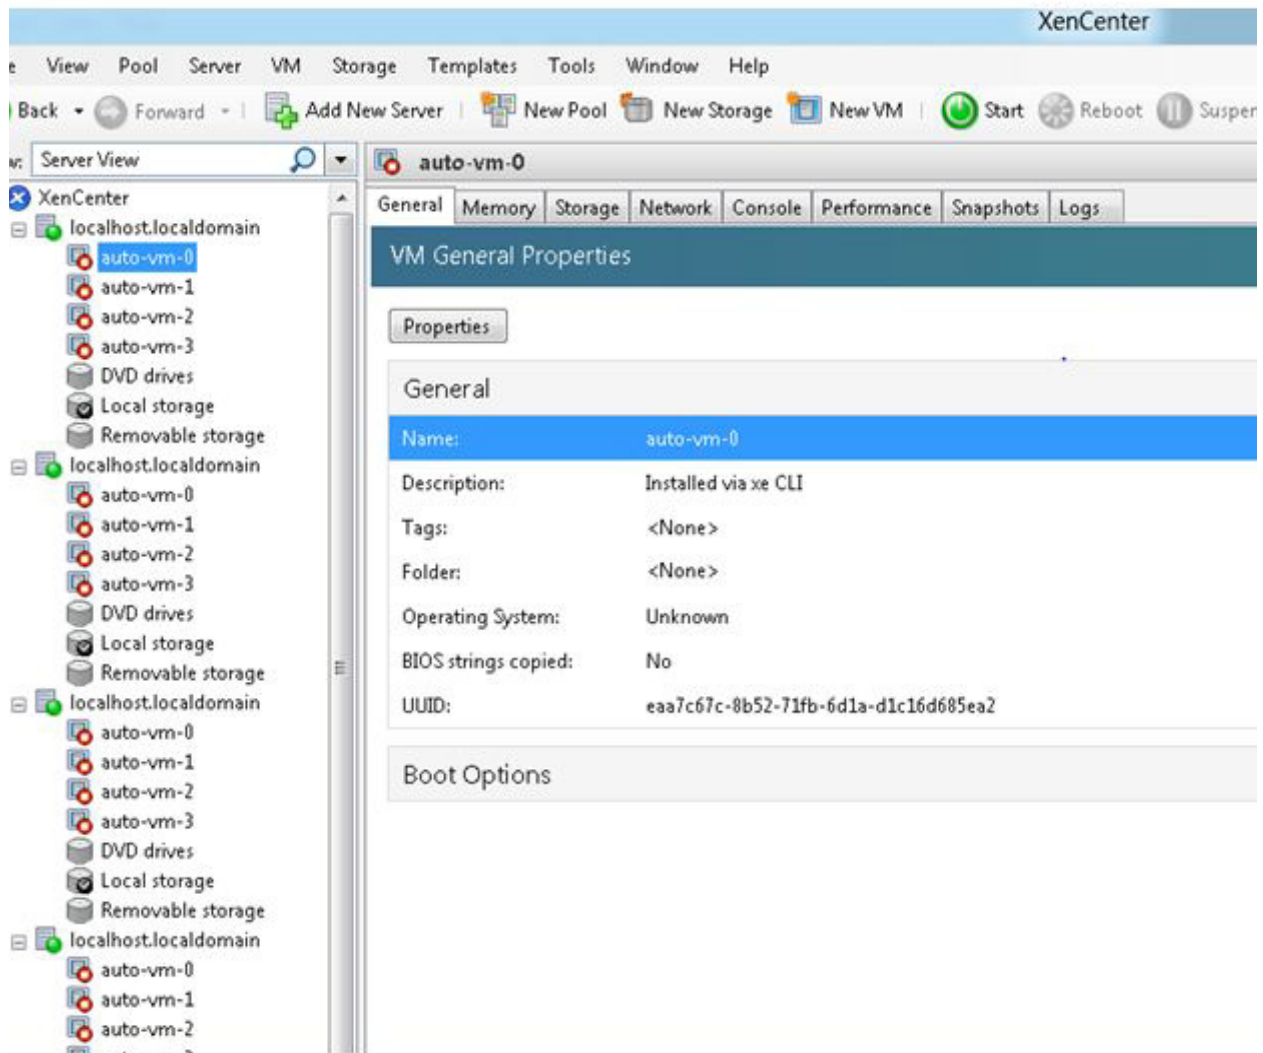 XenCenter
e View Pool Server VM Storage Templates Tools Window Help
Back Forward Add New Server New Pool New Storage New VM Start Reboot Suspen
w: Server View
auto-vm-0
XenCenter
localhost.localdomain
auto-vm-0
auto-vm-1
auto-vm-2
auto-vm-3
DVD drives
Local storage
Removable storage
localhost.localdomain
auto-vm-0
auto-vm-1
auto-vm-2
auto-vm-3
DVD drives
Local storage
Removable storage
localhost.localdomain
auto-vm-0
auto-vm-1
auto-vm-2
auto-vm-3
DVD drives
Local storage
Removable storage
localhost.localdomain
auto-vm-0
auto-vm-1
auto-vm-2
General Memory Storage Network Console Performance Snapshots Logs
VM General Properties
Properties
General
Name: auto-vm-0
Description: Installed via xe CLI
Tags: <None>
Folder: <None>
Operating System: Unknown
BIOS strings copied: No
UUID: eaa7c67c-8b52-71fb-6d1a-d1c16d685ea2
Boot Options